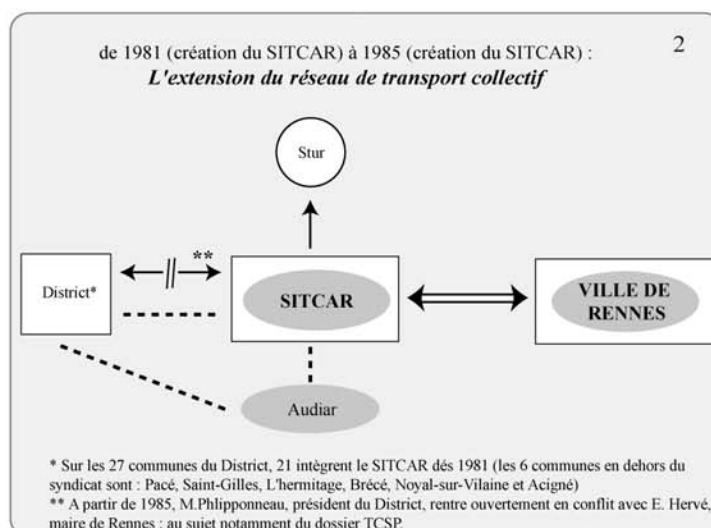 de 1981 (création du SITCAR) à 1985 (création du SITCAR) :
2
L'extension du réseau de transport collectif
Stur
**
District*
SITCAR
VILLE DE
RENNES
Audiar
* Sur les 27 communes du District, 21 intègrent le SITCAR dés 1981 (les 6 communes en dehors du
syndicat sont : Pacé, Saint-Gilles, L'hermitage, Brécé, Noyal-sur-Vilaine et Acigné)
** A partir de 1985, M.Phlipponneau, président du District, rentre ouvertement en conflit avec E. Hervé,
maire de Rennes : au sujet notamment du dossier TCSP.